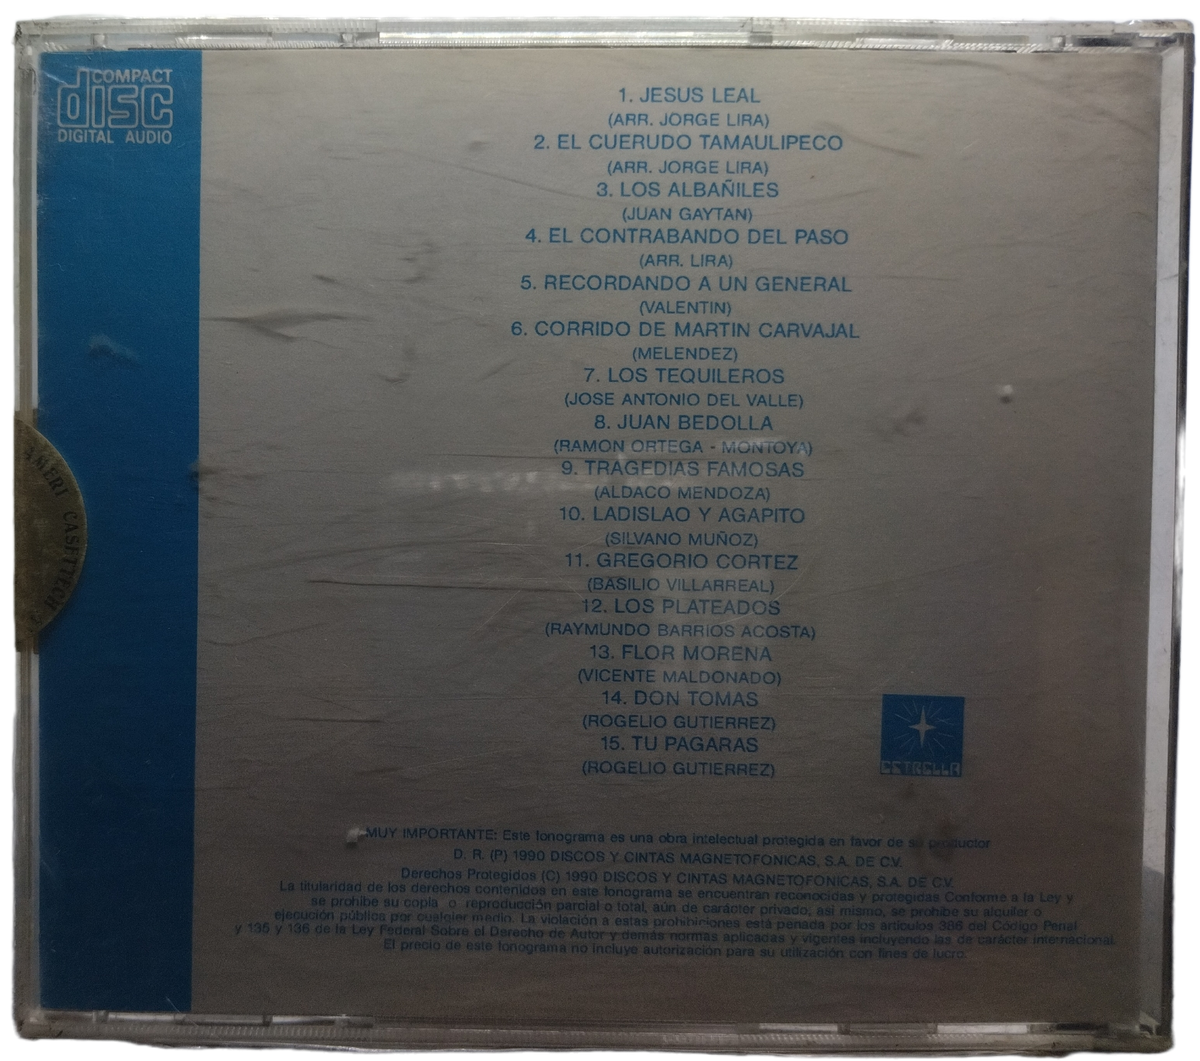 COMPACT
disc
DIGITAL AUDIO
1. JESUS LEAL
(ARR. JORGE LIRA)
2. EL CUERUDO TAMAULIPECO
(ARR. JORGE LIRA)
3. LOS ALBAÑILES
(JUAN GAYTAN)
4. EL CONTRABANDO DEL PASO
(ARR. LIRA)
5. RECORDANDO A UN GENERAL
(VALENTIN)
6. CORRIDO DE MARTIN CARVAJAL
(MELENDEZ)
7. LOS TEQUILEROS
(JOSE ANTONIO DEL VALLE)
8. JUAN BEDOLLA
(RAMON ORTEGA - MONTOYA)
9. TRAGEDIAS FAMOSAS
(ALDACO MENDOZA)
10. LADISLAO Y AGAPITO
(SILVANO MUÑOZ)
11. GREGORIO CORTEZ
(BASILIO VILLARREAL)
12. LOS PLATEADOS
(RAYMUNDO BARRIOS ACOSTA)
13. FLOR MORENA
(VICENTE MALDONADO)
14. DON TOMAS
(ROGELIO GUTIERREZ)
15. TU PAGARAS
(ROGELIO GUTIERREZ)
ESTRELLA
CASETTECH
MUY IMPORTANTE: Este fonograma es una obra intelectual protegida en favor de su productor
D. R. (P) 1990 DISCOS Y CINTAS MAGNETOFONICAS, S.A. DE C.V.
Derechos Protegidos (C) 1990 DISCOS Y CINTAS MAGNETOFONICAS, S.A. DE C.V.
La titularidad de los derechos contenidos en este fonograma se encuentran reconocidas y protegidas Conforme a la Ley y
se prohibe su copia o reproducción parcial o total, aún de carácter privado, así mismo, se prohibe su alquiler o
ejecución pública por cualqier medio. La violación a estas prohibiciones está penada por los articulos 386 del Código Penal
y 135 y 136 de la Ley Federal Sobre el Derecho de Autor y demás normas aplicadas y vigentes incluyendo las de carácter internacional.
El precio de este fonograma no incluye autorización para su utilización con fines de lucro.